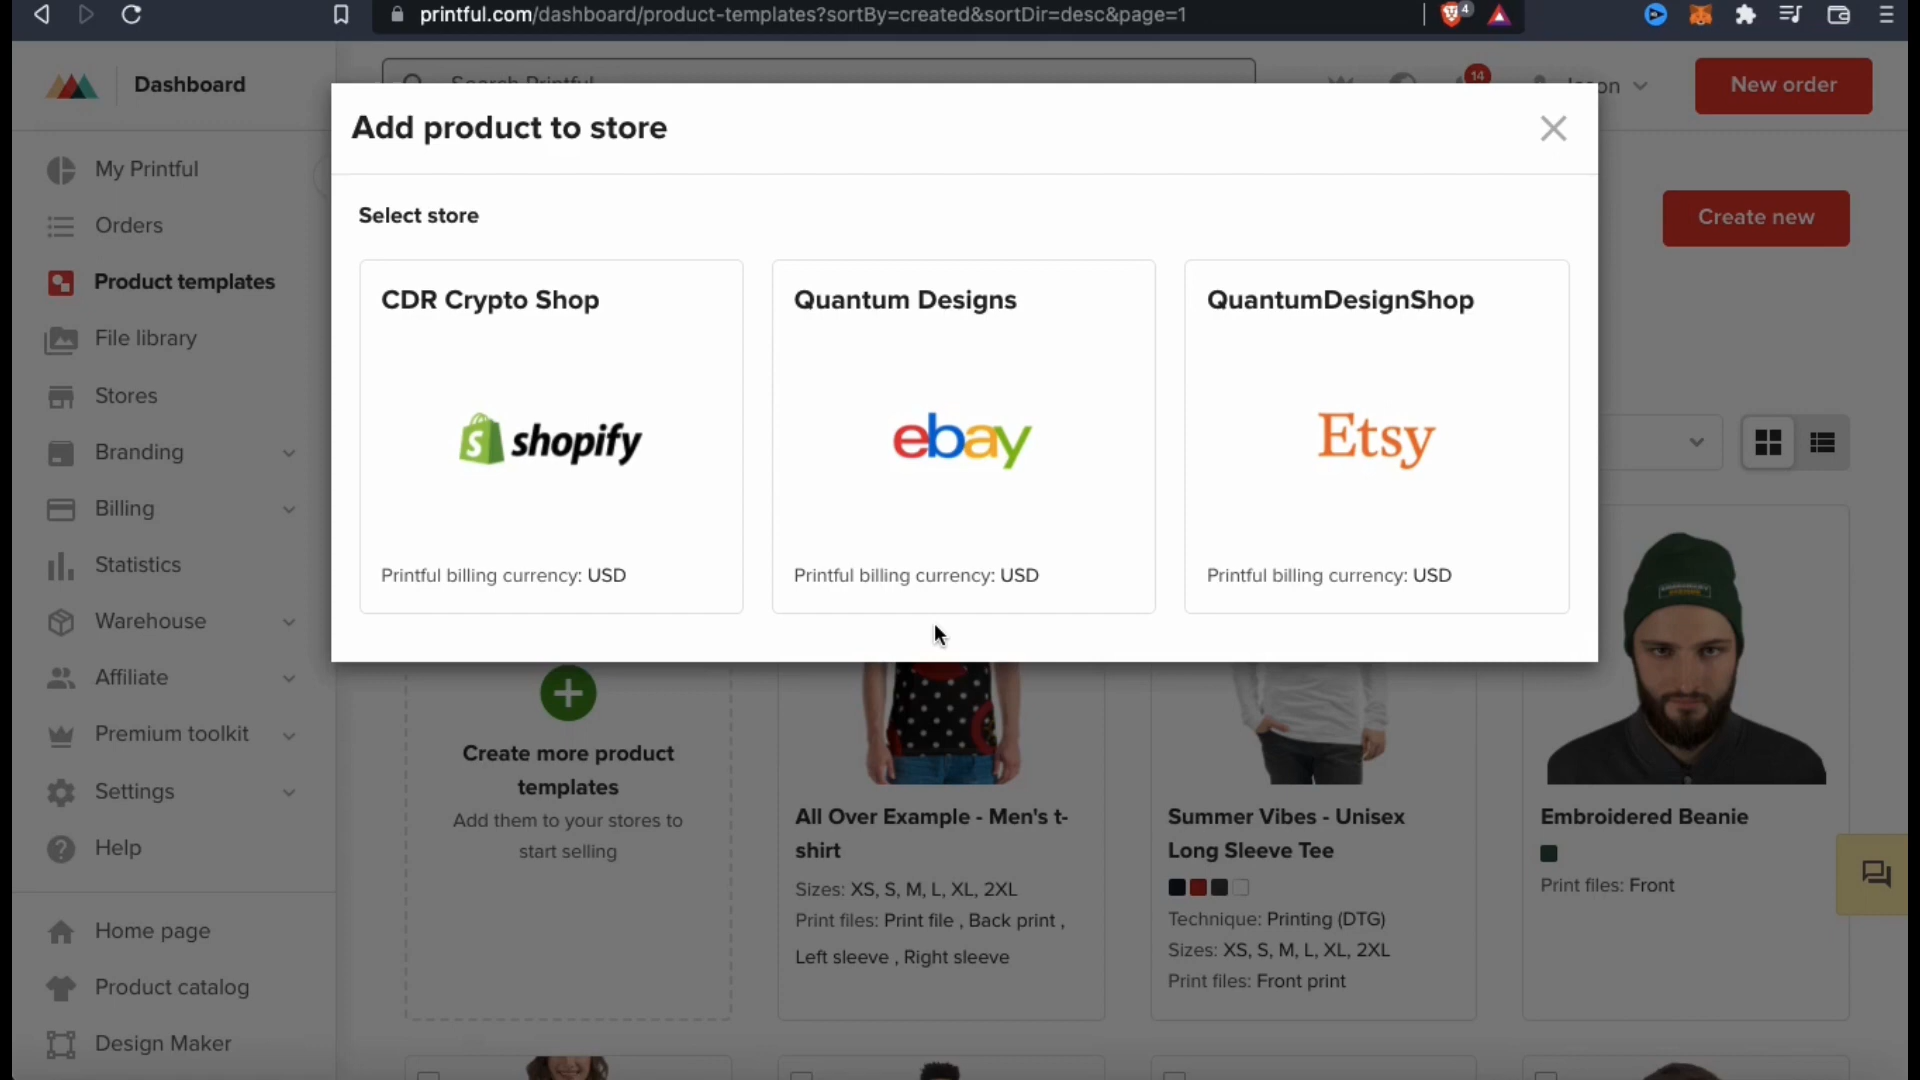 printful.com/dashboard/product-templates?sortBy=created&sortDir=desc&page=1
4
Dashboard
Search Printful
14
New order
Add product to store
My Printful
Orders
Product templates
File library
Stores
Branding
Billing
Statistics
Warehouse
Affiliate
Premium toolkit
Settings
Help
Home page
Product catalog
Design Maker
Select store
Create new
CDR Crypto Shop
Quantum Designs
QuantumDesignShop
shopify
ebay
Etsy
Printful billing currency: USD
Printful billing currency: USD
Printful billing currency: USD
Create more product
templates
Add them to your stores to
start selling
All Over Example - Men's t-
shirt
Sizes: XS, S, M, L, XL, 2XL
Print files: Print file , Back print ,
Left sleeve , Right sleeve
Summer Vibes - Unisex
Long Sleeve Tee
Technique: Printing (DTG)
Sizes: XS, S, M, L, XL, 2XL
Print files: Front print
Embroidered Beanie
Print files: Front